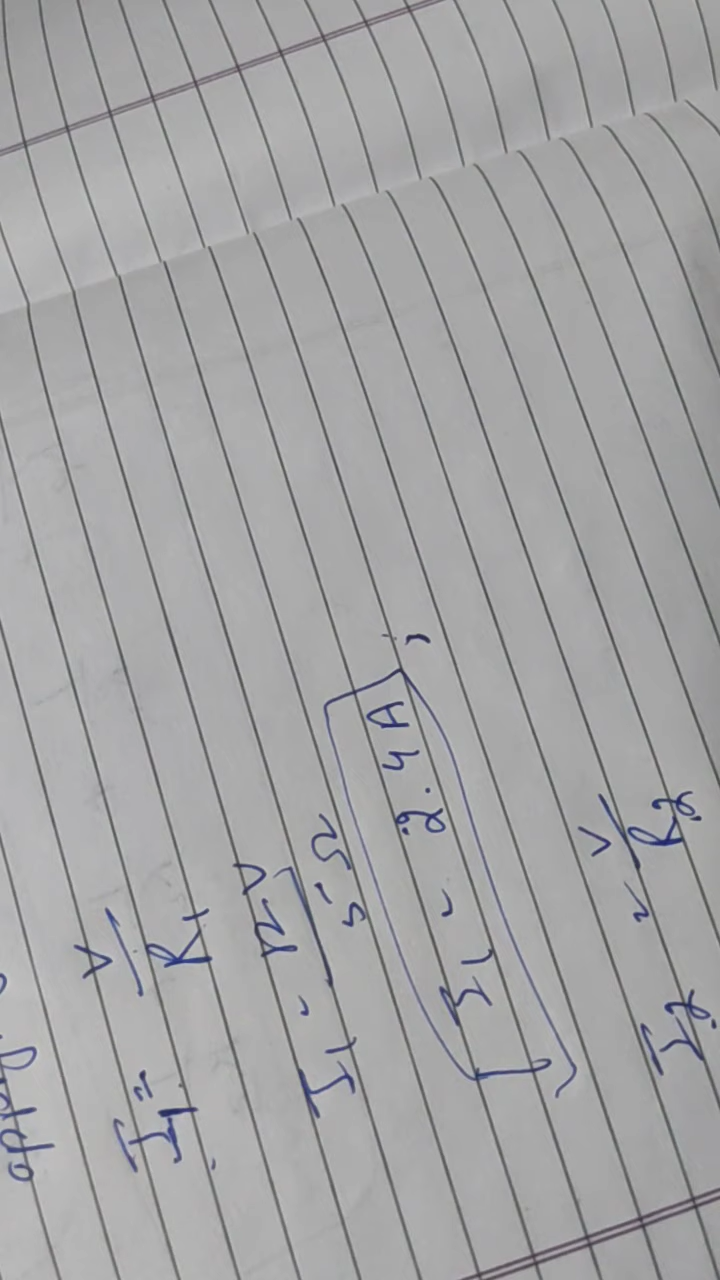 I₁ = V/R₁
I₁ = 12V/5Ω
I₁ = 2.4A
I₂ = V/R₂